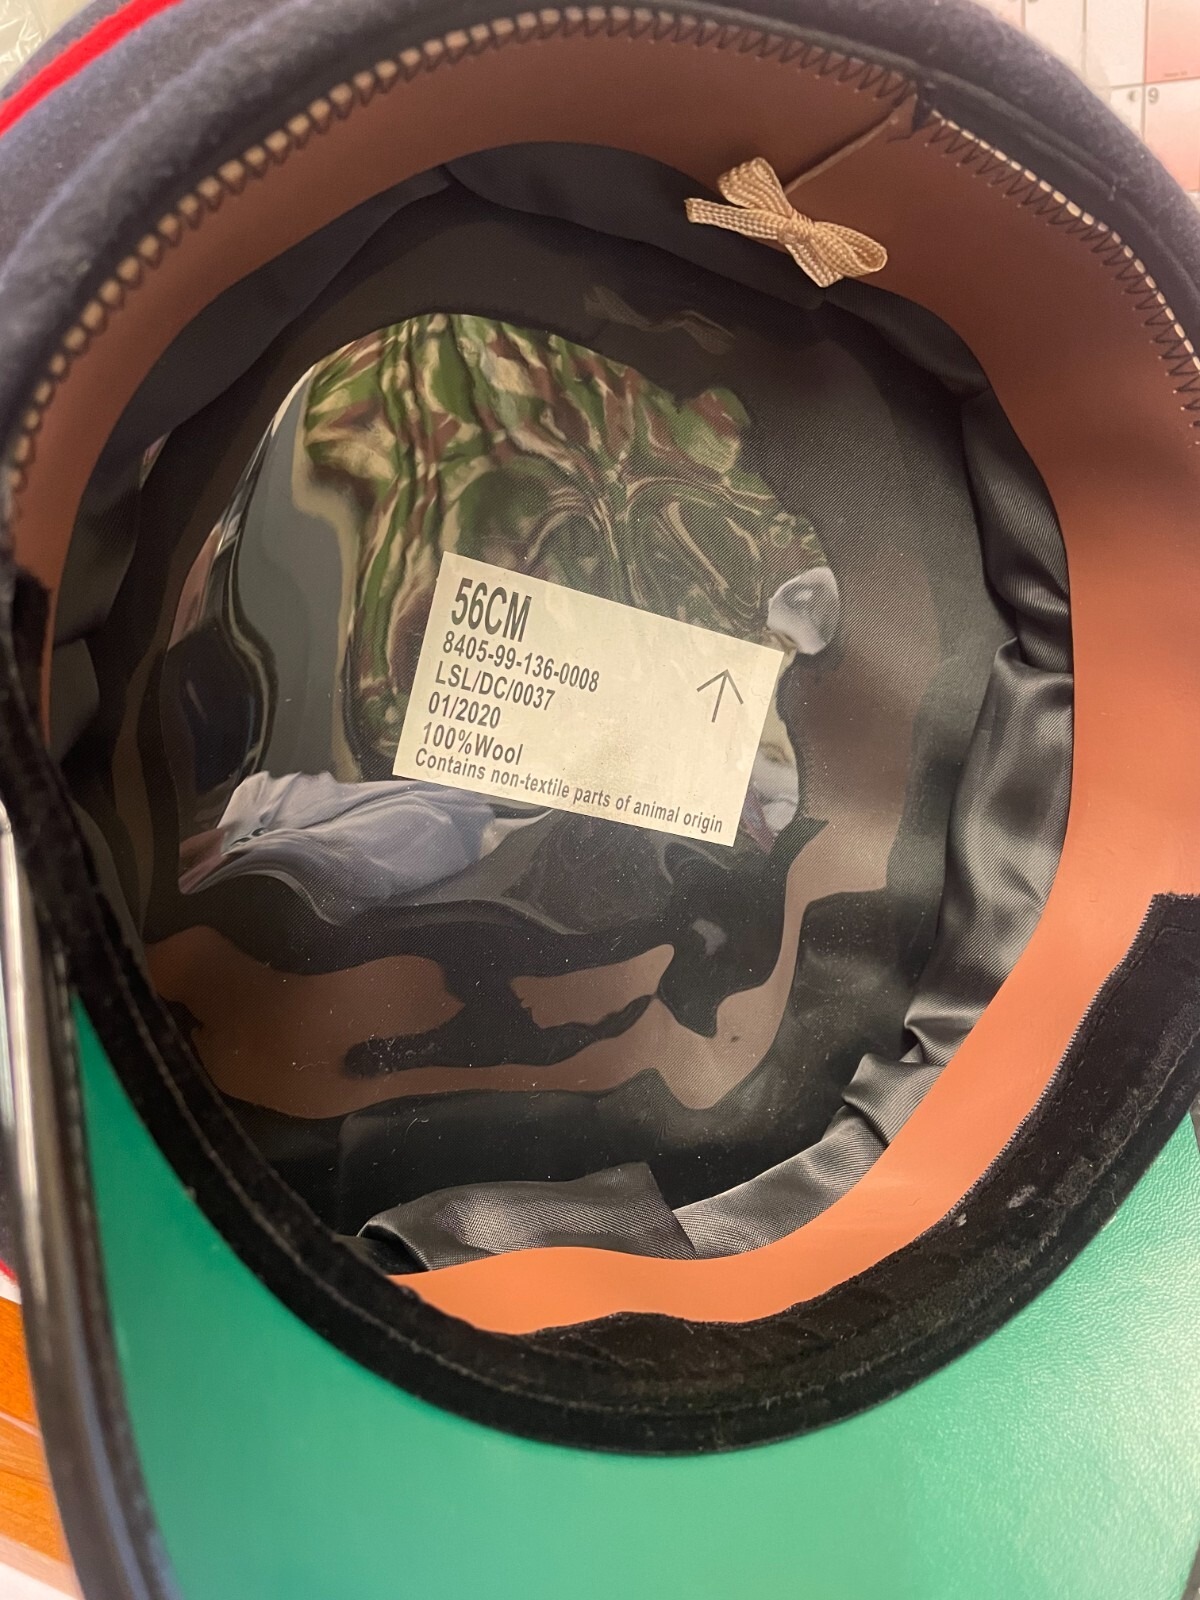 9
56CM
8405-99-136-0008
LSL/DC/0037
01/2020
100%Wool
Contains non-textile parts of animal origin